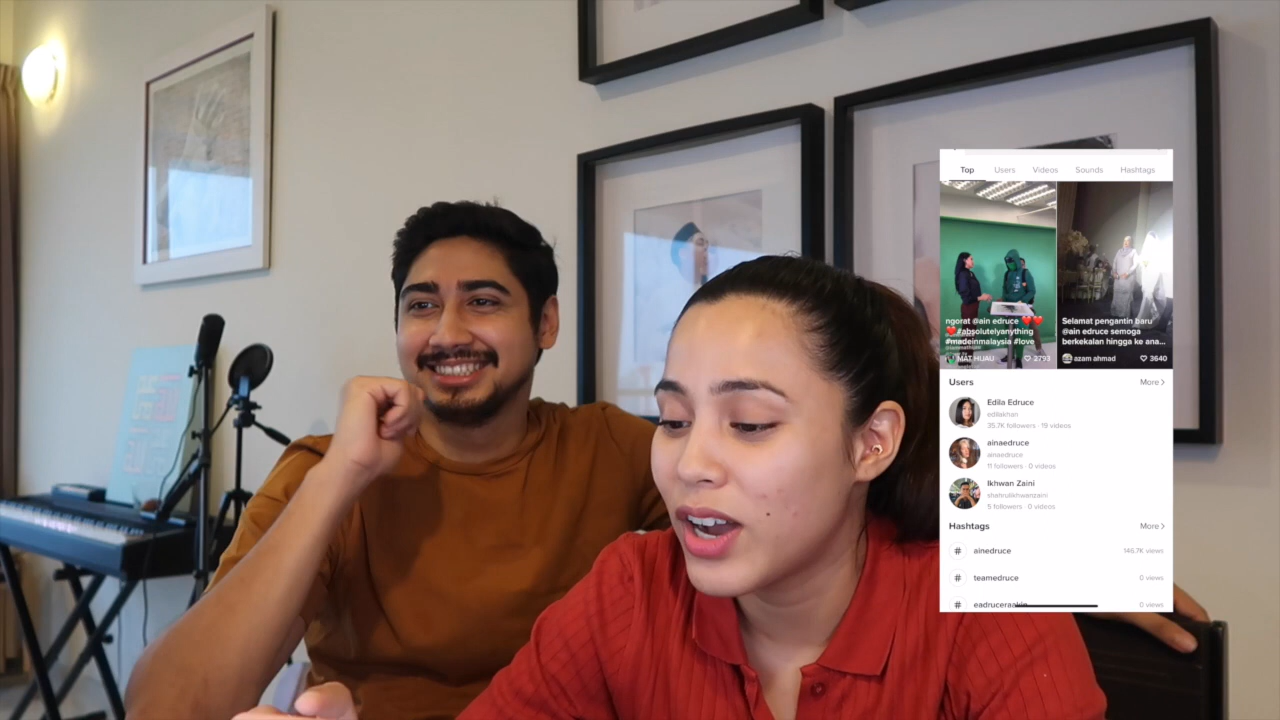 Top
Users
Videos
Sounds
Hashtags
ngorat @ain edruce ❤️❤️
❤️#absolutelyanything
#madeinmalaysia #love
MAT HIJAU
2793
Selamat pengantin baru
@ain edruce semoga
berkekalan hingga ke ana...
azam ahmad
3640
Users
More >
Edila Edruce
edilakhan
35.7K followers · 19 videos
ainaedruce
ainaedruce
11 followers · 0 videos
Ikhwan Zaini
shahrulikhwanzaini
5 followers · 0 videos
Hashtags
More >
# ainedruce
146.7K views
# teamedruce
0 views
#
0 views